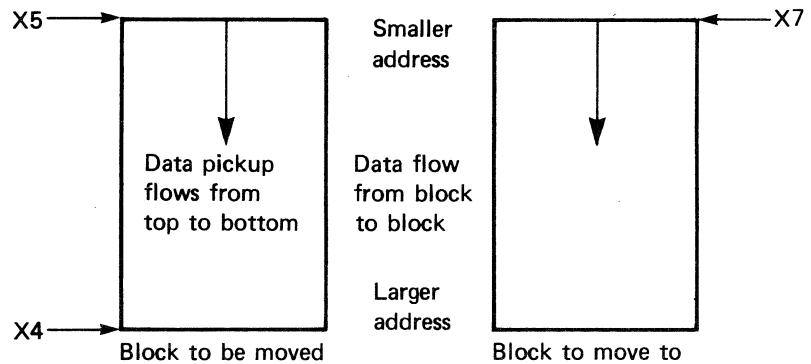 X5
Smaller
address
X7
Data pickup
flows from
top to bottom
Data flow
from block
to block
Larger
address
X4
Block to be moved
Block to move to